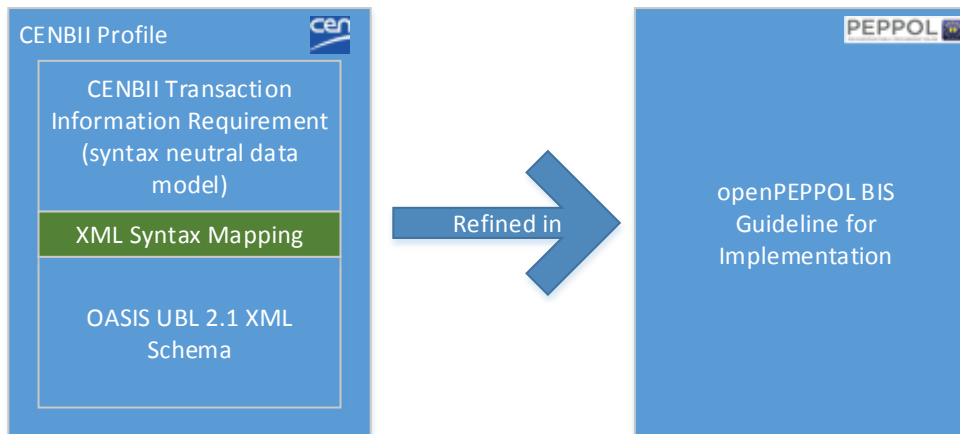 CENBII Profile
cen
CENBII Transaction
Information Requirement
(syntax neutral data
model)
XML Syntax Mapping
OASIS UBL 2.1 XML
Schema
Refined in
PEPPOL
openPEPPOL BIS
Guideline for
Implementation